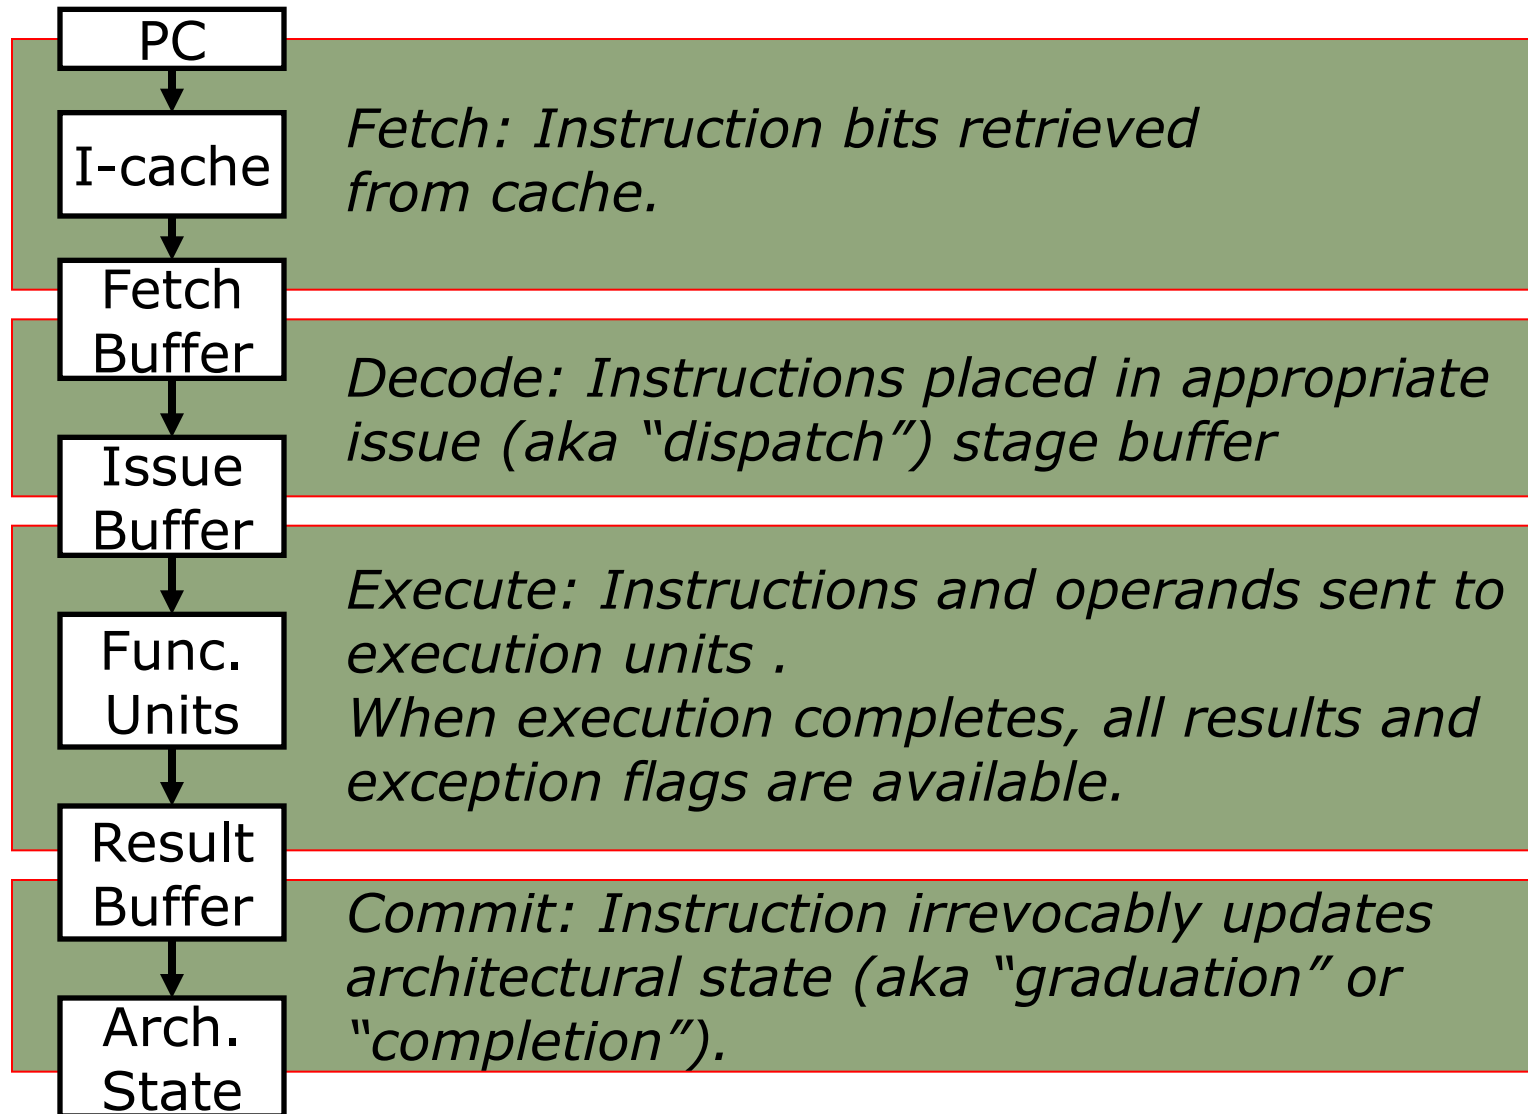 PC
I-cache
Fetch: Instruction bits retrieved
from cache.
Fetch
Buffer
Decode: Instructions placed in appropriate
issue (aka “dispatch”) stage buffer
Issue
Buffer
Execute: Instructions and operands sent to
execution units .
When execution completes, all results and
exception flags are available.
Func.
Units
Result
Buffer
Commit: Instruction irrevocably updates
architectural state (aka “graduation” or
“completion”).
Arch.
State